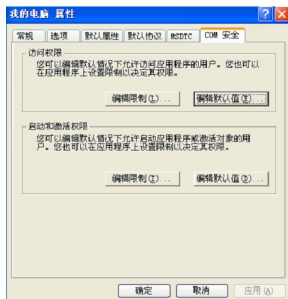 我的电脑 属性
常规 选项 默认属性 默认协议 MSDTC COM 安全
访问权限
您可以编辑默认情况下允许访问应用程序的用户。您也可以
在应用程序上设置限制以决定其权限。
编辑限制(L)... 编辑默认值(E)...
启动和激活权限
您可以编辑默认情况下允许启动应用程序或激活对象的用
户。您也可以在应用程序上设置限制以决定其权限。
编辑限制(I)... 编辑默认值(D)...
确定 取消 应用(A)